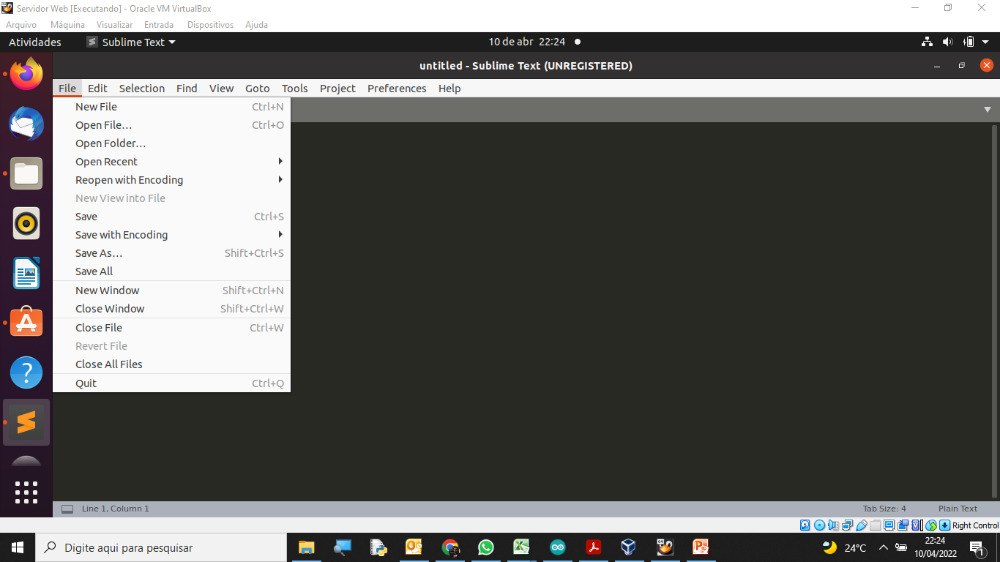 Servidor Web [Executando] - Oracle VM VirtualBox
Arquivo Máquina Visualizar Entrada Dispositivos Ajuda
Atividades Sublime Text 10 de abr 22:24
untitled - Sublime Text (UNREGISTERED)
File Edit Selection Find View Goto Tools Project Preferences Help
New File Ctrl+N
Open File... Ctrl+O
Open Folder...
Open Recent
Reopen with Encoding
New View into File
Save Ctrl+S
Save with Encoding
Save As... Shift+Ctrl+S
Save All
New Window Shift+Ctrl+N
Close Window Shift+Ctrl+W
Close File Ctrl+W
Revert File
Close All Files
Quit Ctrl+Q
Line 1, Column 1 Tab Size: 4 Plain Text
Right Control
Digite aqui para pesquisar 24°C 22:24
10/04/2022 1